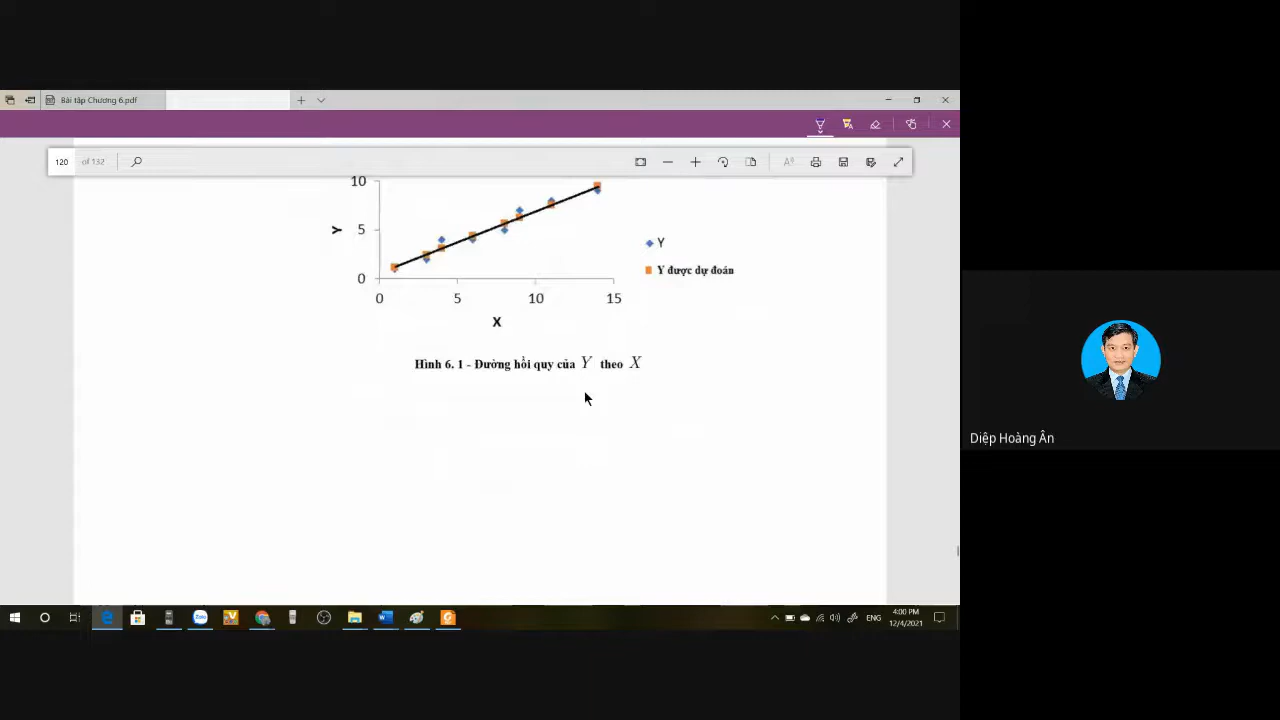 Bài tập Chương 6.pdf
120 of 132
10
5
0
Y
0 5 10 15
X
Y
Y được dự đoán
Hình 6. 1 - Đường hồi quy của Y theo X
Diệp Hoàng Ân
Zalo
ENG
4:00 PM
12/4/2021